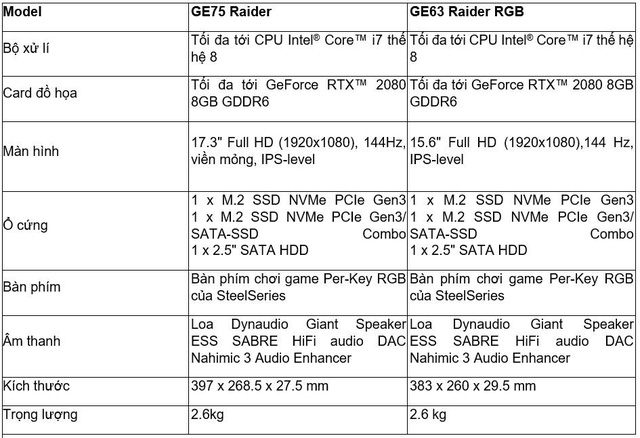 Model GE75 Raider GE63 Raider RGB
Bộ xử lí
Tối đa tới CPU Intel® Core™ i7 thế
hệ 8
Tối đa tới CPU Intel® Core™ i7 thế hệ
8
Card đồ họa
Tối đa tới GeForce RTX™ 2080
8GB GDDR6
Tối đa tới GeForce RTX™ 2080 8GB
GDDR6
Màn hình
17.3" Full HD (1920x1080), 144Hz,
viền mỏng, IPS-level
15.6" Full HD (1920x1080),144 Hz,
IPS-level
Ổ cứng
1 x M.2 SSD NVMe PCIe Gen3
1 x M.2 SSD NVMe PCIe Gen3/
SATA-SSD Combo
1 x 2.5" SATA HDD
1 x M.2 SSD NVMe PCIe Gen3
1 x M.2 SSD NVMe PCIe Gen3/
SATA-SSD Combo
1 x 2.5" SATA HDD
Bàn phím
Bàn phím chơi game Per-Key RGB
của SteelSeries
Bàn phím chơi game Per-Key RGB
của SteelSeries
Âm thanh
Loa Dynaudio Giant Speaker
ESS SABRE HiFi audio DAC
Nahimic 3 Audio Enhancer
Loa Dynaudio Giant Speaker
ESS SABRE HiFi audio DAC
Nahimic 3 Audio Enhancer
Kích thước 397 x 268.5 x 27.5 mm 383 x 260 x 29.5 mm
Trọng lượng 2.6kg 2.6 kg